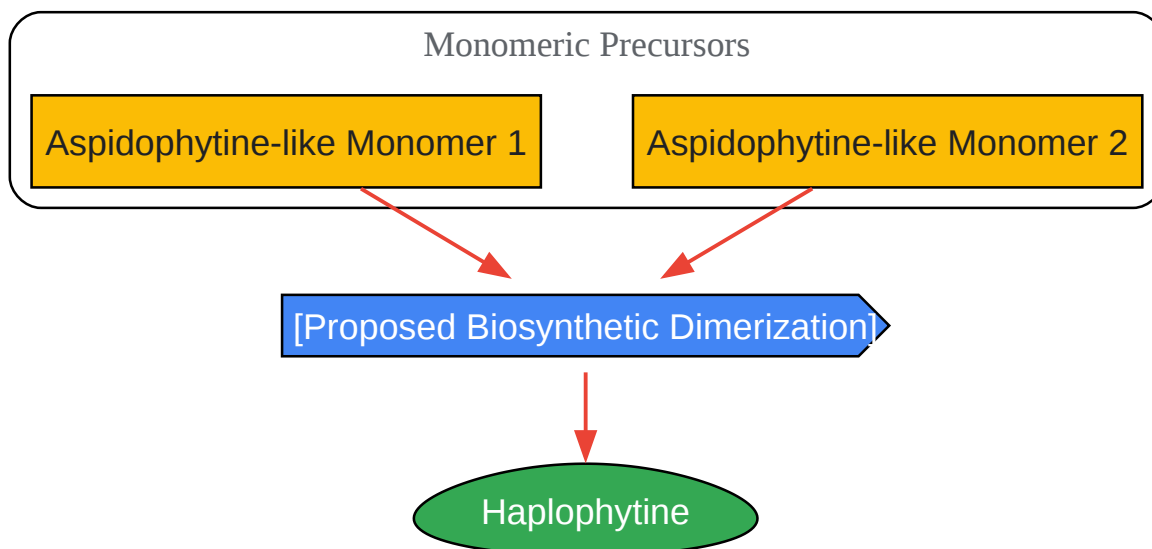 Monomeric Precursors
Aspidophytine-like Monomer 1
Aspidophytine-like Monomer 2
[Proposed Biosynthetic Dimerization]
Haplophytine